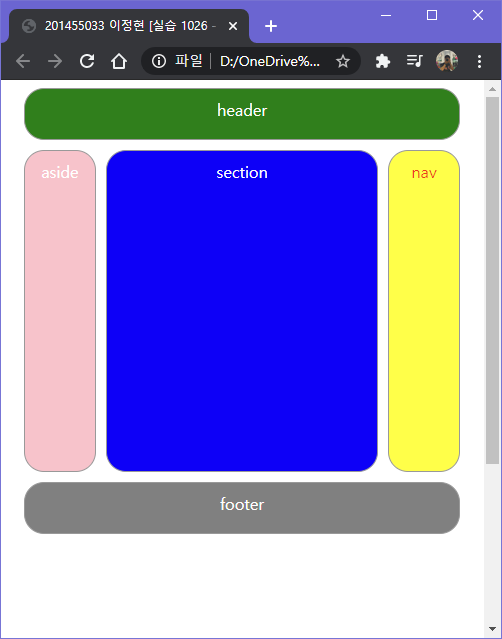 201455033 이정현 [실습 1026 -
파일 | D:/OneDrive%...
header
aside
section
nav
footer